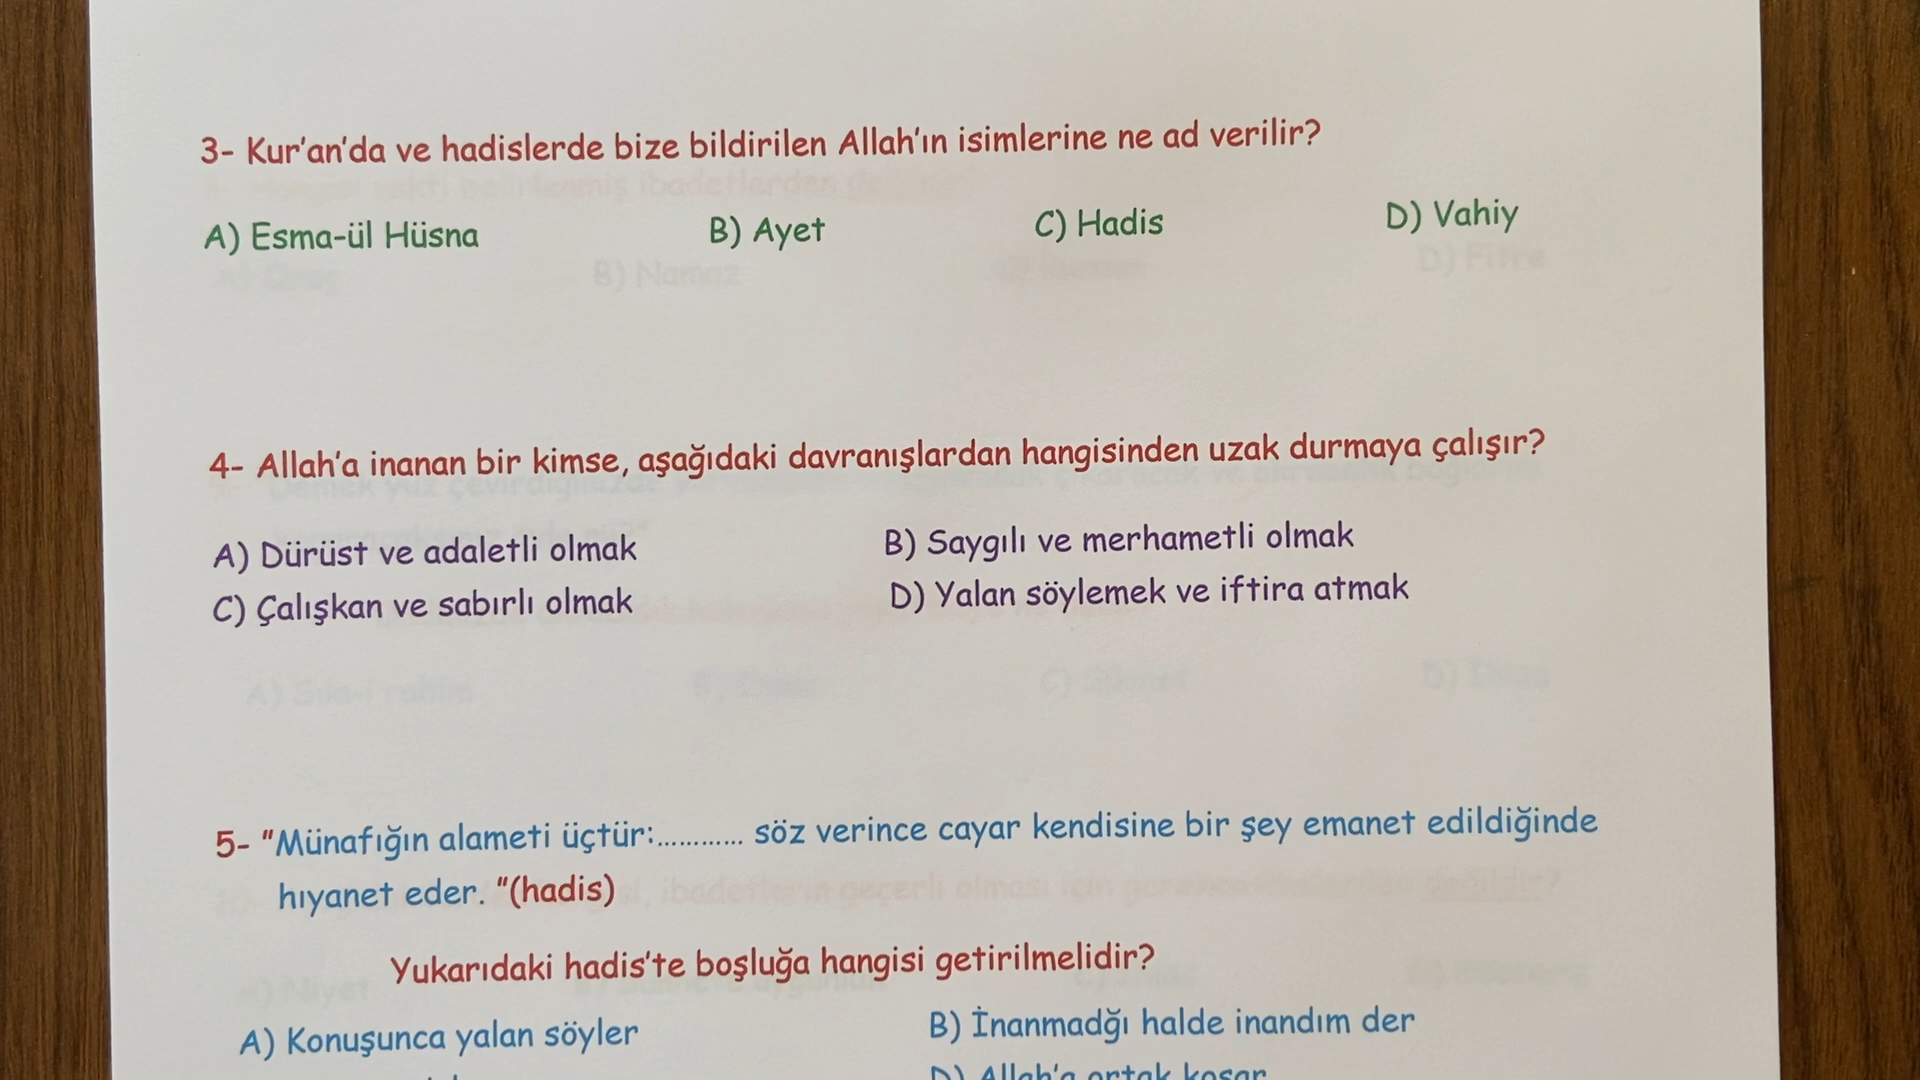 3- Kur'an'da ve hadislerde bize bildirilen Allah'ın isimlerine ne ad verilir?
A) Esma-ül Hüsna B) Ayet C) Hadis D) Vahiy
4- Allah'a inanan bir kimse, aşağıdaki davranışlardan hangisinden uzak durmaya çalışır?
A) Dürüst ve adaletli olmak B) Saygılı ve merhametli olmak
C) Çalışkan ve sabırlı olmak D) Yalan söylemek ve iftira atmak
5- "Münafığın alameti üçtür:............ söz verince cayar kendisine bir şey emanet edildiğinde
hıyanet eder. "(hadis)
Yukarıdaki hadis'te boşluğa hangisi getirilmelidir?
A) Konuşunca yalan söyler B) İnanmadğı halde inandım der
D) Allah'a ortak koşar